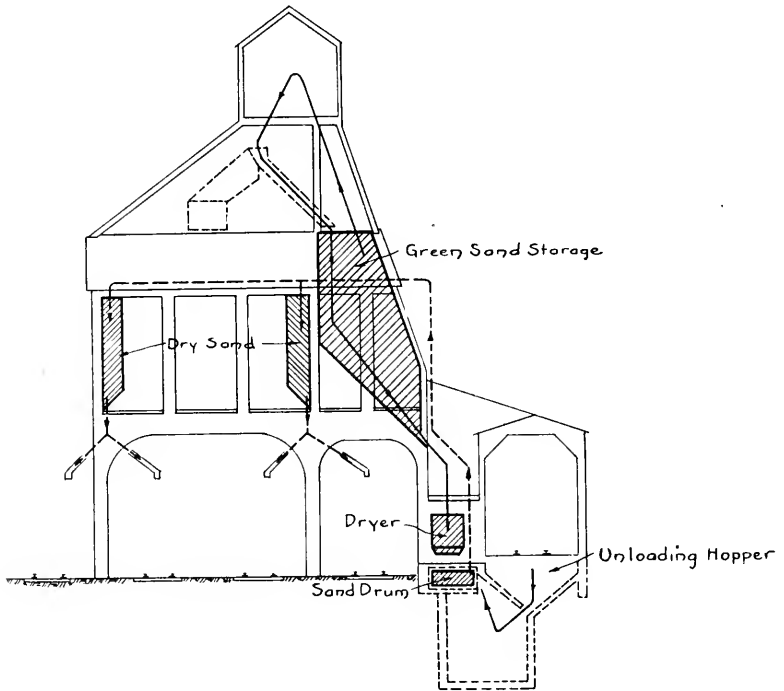 Green Sand Storage
Dry Sand
Dryer
Unloading Hopper
Sand Drum